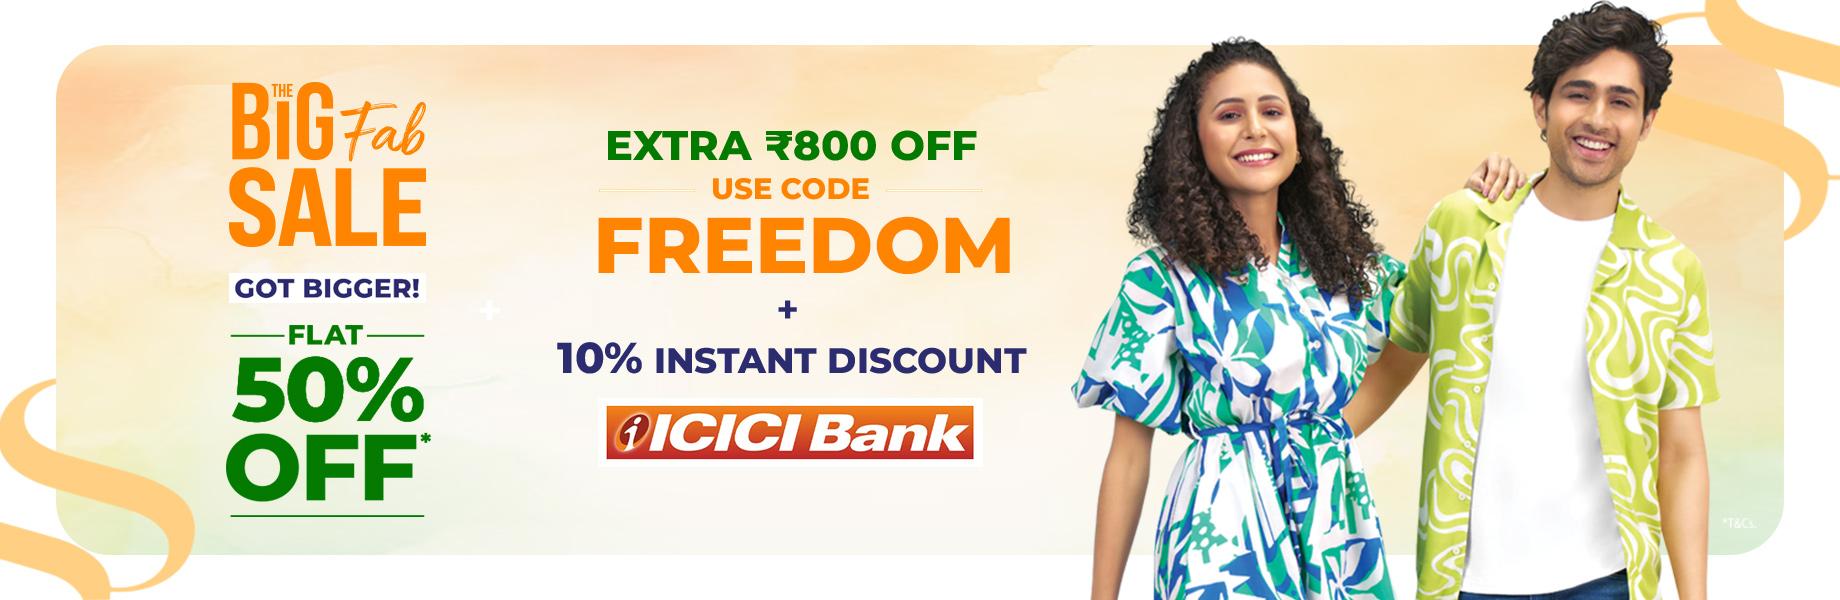 THE
BIG Fab
SALE
GOT BIGGER!
FLAT
50%
OFF*
EXTRA ₹800 OFF
USE CODE
FREEDOM
+
10% INSTANT DISCOUNT
i ICICI Bank
*T&Cs.